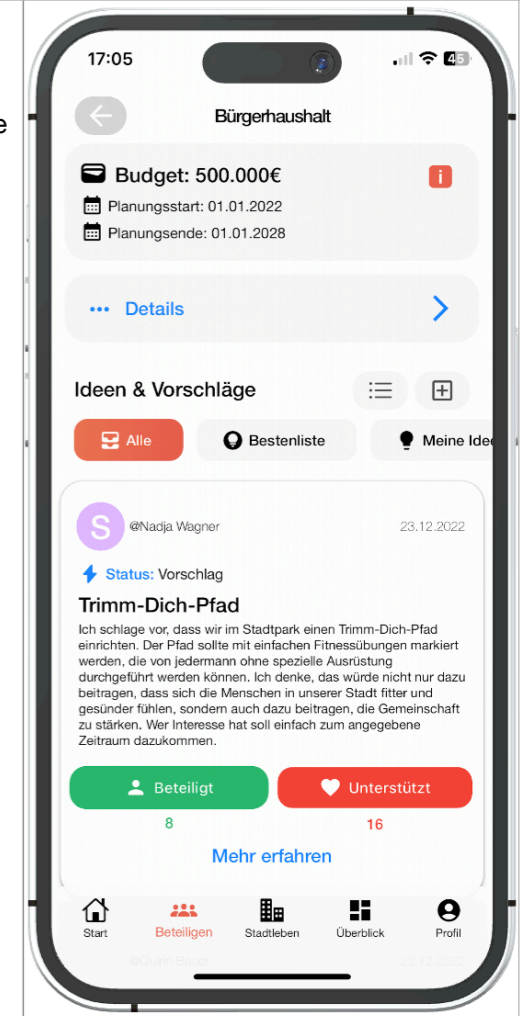 e
17:05
45
Bürgerhaushalt
Budget: 500.000€
i
Planungsstart: 01.01.2022
Planungsende: 01.01.2028
Details
Ideen & Vorschläge
Alle
Bestenliste
Meine Idee
S
@Nadja Wagner
23.12.2022
Status: Vorschlag
Trimm-Dich-Pfad
Ich schlage vor, dass wir im Stadtpark einen Trimm-Dich-Pfad
einrichten. Der Pfad sollte mit einfachen Fitnessübungen markiert
werden, die von jedermann ohne spezielle Ausrüstung
durchgeführt werden können. Ich denke, das würde nicht nur dazu
beitragen, dass sich die Menschen in unserer Stadt fitter und
gesünder fühlen, sondern auch dazu beitragen, die Gemeinschaft
zu stärken. Wer Interesse hat soll einfach zum angegebene
Zeitraum dazukommen.
Beteiligt
Unterstützt
8
16
Mehr erfahren
Start
Beteiligen
Stadtleben
Überblick
Profil